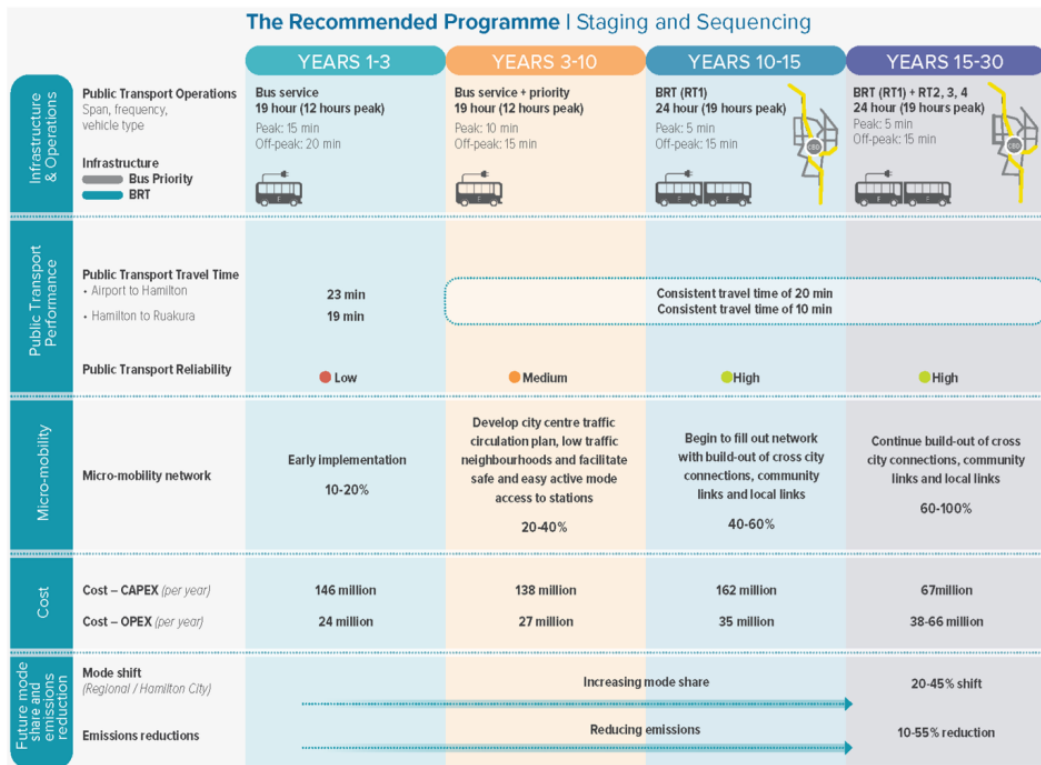 The Recommended Programme | Staging and Sequencing
YEARS 1-3
YEARS 3-10
YEARS 10-15
YEARS 15-30
Infrastructure
& Operations
Public Transport Operations
Span, frequency,
vehicle type
Infrastructure
Bus Priority
BRT
Bus service
19 hour (12 hours peak)
Peak: 15 min
Off-peak: 20 min
Bus service + priority
19 hour (12 hours peak)
Peak: 10 min
Off-peak: 15 min
BRT (RT1)
24 hour (19 hours peak)
Peak: 5 min
Off-peak: 15 min
CBD
BRT (RT1) + RT2, 3, 4
24 hour (19 hours peak)
Peak: 5 min
Off-peak: 15 min
CBD
Public Transport
Performance
Public Transport Travel Time
• Airport to Hamilton
23 min
Consistent travel time of 20 min
• Hamilton to Ruakura
19 min
Consistent travel time of 10 min
Public Transport Reliability
Low
Medium
High
High
Micro-mobility
Micro-mobility network
Early implementation
10-20%
Develop city centre traffic
circulation plan, low traffic
neighbourhoods and facilitate
safe and easy active mode
access to stations
20-40%
Begin to fill out network
with build-out of cross city
connections, community
links and local links
40-60%
Continue build-out of cross
city connections, community
links and local links
60-100%
Cost
Cost – CAPEX (per year)
146 million
138 million
162 million
67million
Cost – OPEX (per year)
24 million
27 million
35 million
38-66 million
Future mode
share and
emissions
reduction
Mode shift
(Regional / Hamilton City)
Increasing mode share
20-45% shift
Emissions reductions
Reducing emissions
10-55% reduction